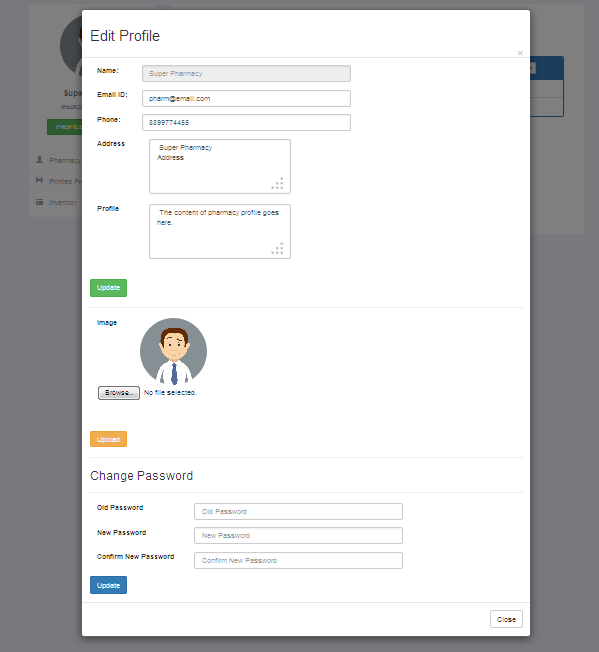 Edit Profile
×
Name: Super Pharmacy
Email ID: pharm@email.com
Phone: 8899774455
Address Super Pharmacy
Address
Profile The content of pharmacy profile goes
here.
Update
Image
Browse... No file selected.
Upload
Change Password
Old Password Old Password
New Password New Password
Confirm New Password Confirm New Password
Update
Close
Supe
MEDIC
PROFILE
Pharmacy
Printed Pr
Inventory